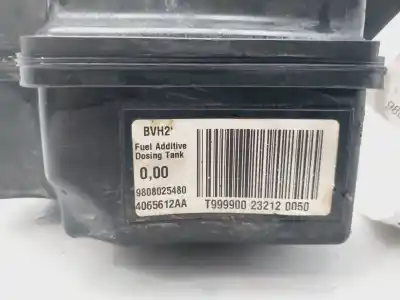 BVH2
Fuel Additive
Dosing Tank
0,00
9808025480
4065612AA
T999900 23212 0050